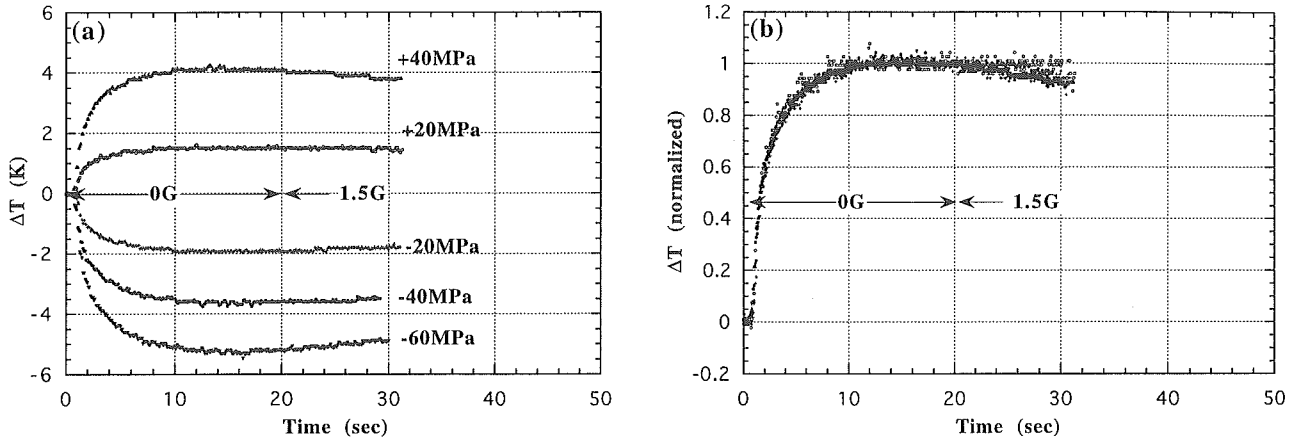 (a)
6
4
2
0
-2
-4
-6
ΔT (K)
+40MPa
+20MPa
0G
1.5G
-20MPa
-40MPa
-60MPa
0 10 20 30 40 50
Time (sec)
(b)
1.2
1
0.8
0.6
0.4
0.2
0
-0.2
ΔT (normalized)
0G
1.5G
0 10 20 30 40 50
Time (sec)